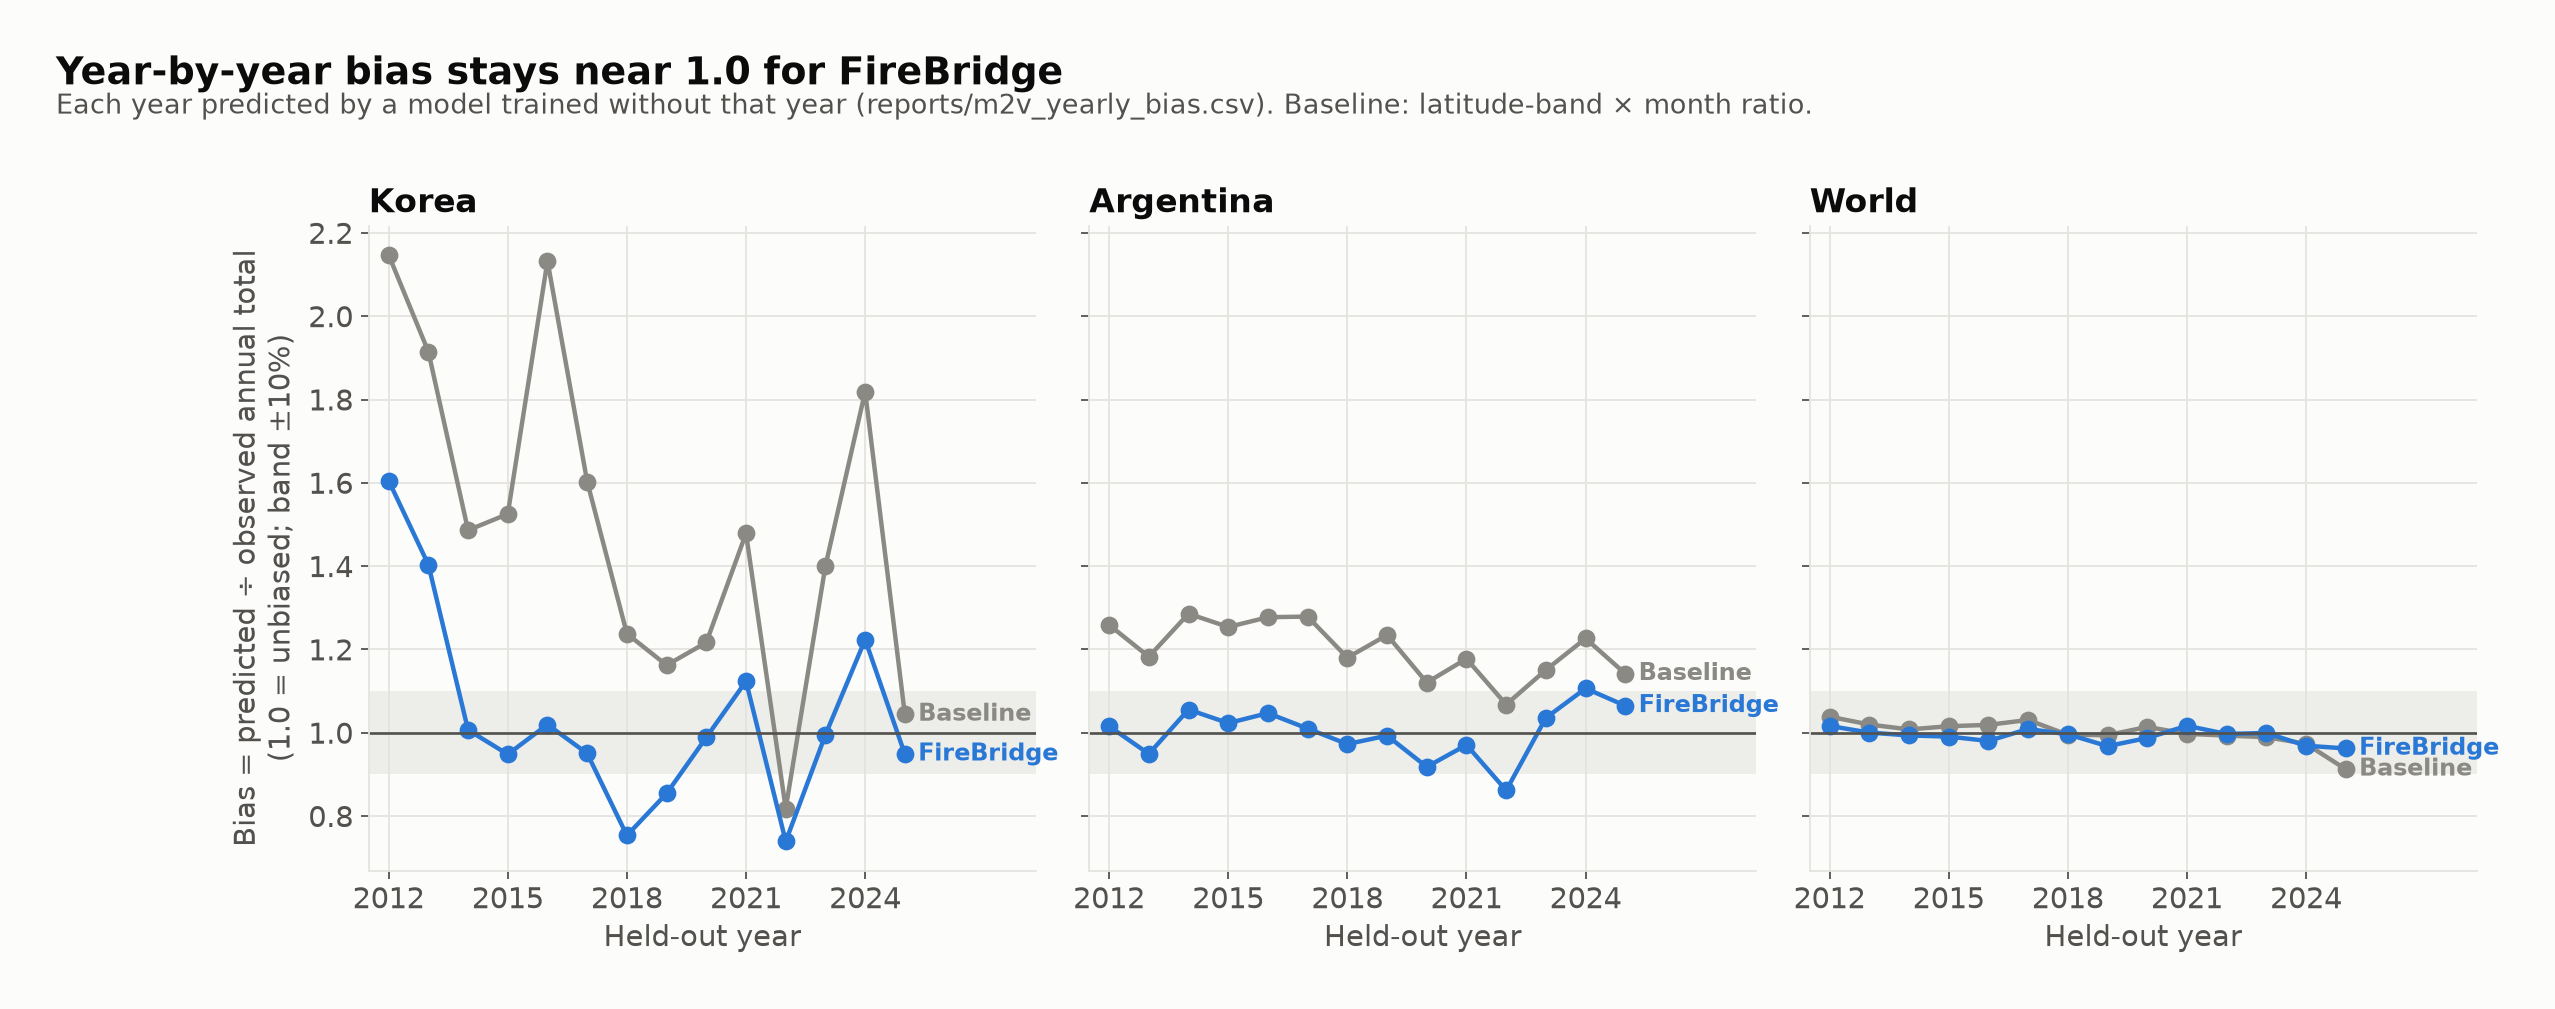 Year-by-year bias stays near 1.0 for FireBridge
Each year predicted by a model trained without that year (reports/m2v_yearly_bias.csv). Baseline: latitude-band × month ratio.
Korea
Argentina
World
Bias = predicted ÷ observed annual total
(1.0 = unbiased; band ±10%)
2.2
2.0
1.8
1.6
1.4
1.2
1.0
0.8
Baseline
FireBridge
Baseline
FireBridge
FireBridge
Baseline
2012 2015 2018 2021 2024
2012 2015 2018 2021 2024
2012 2015 2018 2021 2024
Held-out year
Held-out year
Held-out year